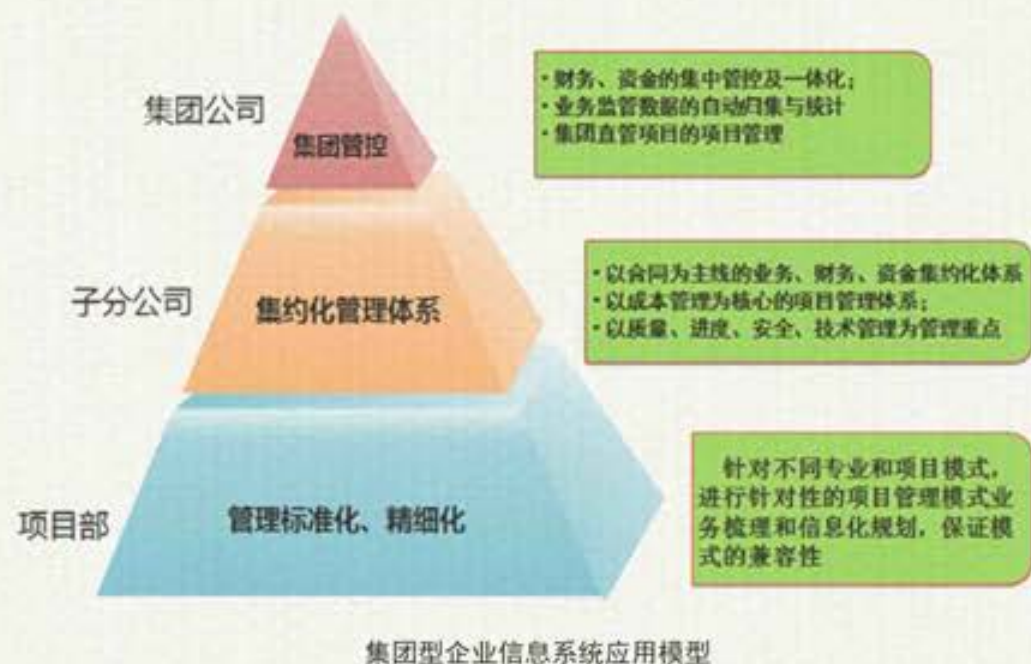 集团公司
集团管控
• 财务、资金的集中管控及一体化；
• 业务监管数据的自动归集与统计
• 集团直管项目的项目管理
子分公司
集约化管理体系
• 以合同为主线的业务、财务、资金集约化体系
• 以成本管理为核心的项目管理体系；
• 以质量、进度、安全、技术管理为管理重点
项目部
管理标准化、精细化
针对不同专业和项目模式，
进行针对性的项目管理模式业
务梳理和信息化规划，保证模
式的兼容性
集团型企业信息系统应用模型